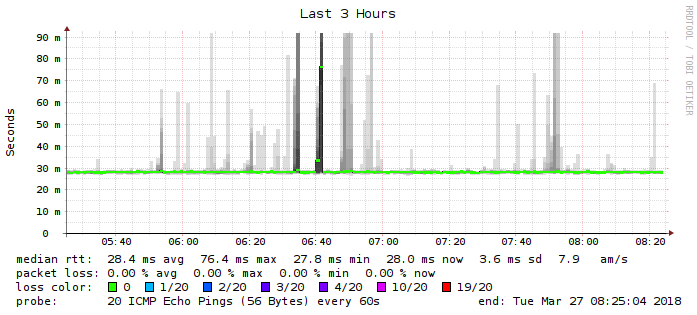 Last 3 Hours
RRDTOOL / TOBI OETIKER
Seconds
90 m
80 m
70 m
60 m
50 m
40 m
30 m
20 m
10 m
0
05:40 06:00 06:20 06:40 07:00 07:20 07:40 08:00 08:20
median rtt: 28.4 ms avg 76.4 ms max 27.8 ms min 28.0 ms now 3.6 ms sd 7.9 am/s
packet loss: 0.00 % avg 0.00 % max 0.00 % min 0.00 % now
loss color: 0 1/20 2/20 3/20 4/20 10/20 19/20
probe: 20 ICMP Echo Pings (56 Bytes) every 60s end: Tue Mar 27 08:25:04 2018